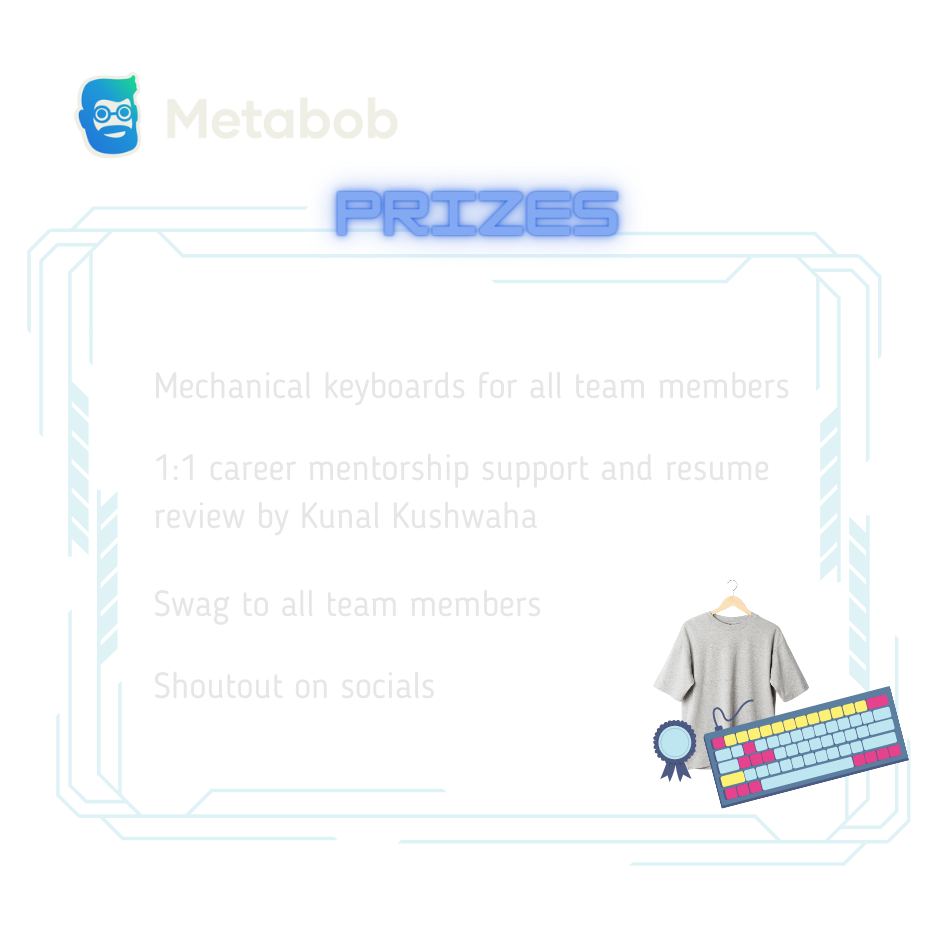 Metabob
PRIZES
Mechanical keyboards for all team members
1:1 career mentorship support and resume
review by Kunal Kushwaha
Swag to all team members
Shoutout on socials